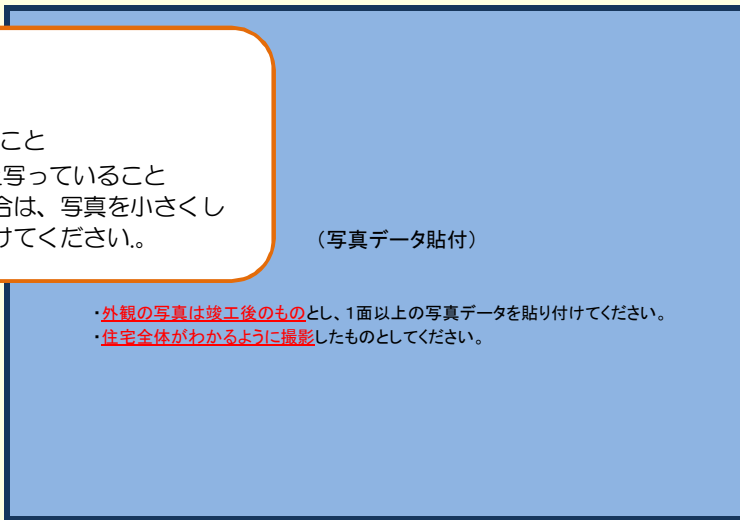 こと
写っていること
合は、写真を小さくし
けてください.。
（写真データ貼付）
・外観の写真は竣工後のものとし、1面以上の写真データを貼り付けてください。
・住宅全体がわかるように撮影したものとしてください。